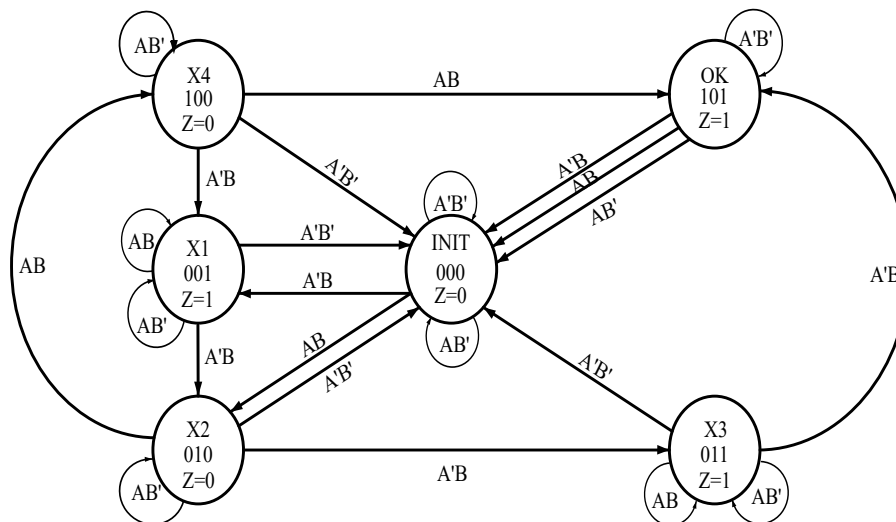 AB'
X4
100
Z=0
AB
OK
101
Z=1
A'B'
A'B
A'B'
A'B
AB
AB'
A'B'
AB
X1
001
Z=1
AB'
A'B'
A'B
INIT
000
Z=0
AB'
AB
A'B
A'B
AB
A'B'
A'B'
X2
010
Z=0
AB'
A'B
X3
011
Z=1
AB
AB'